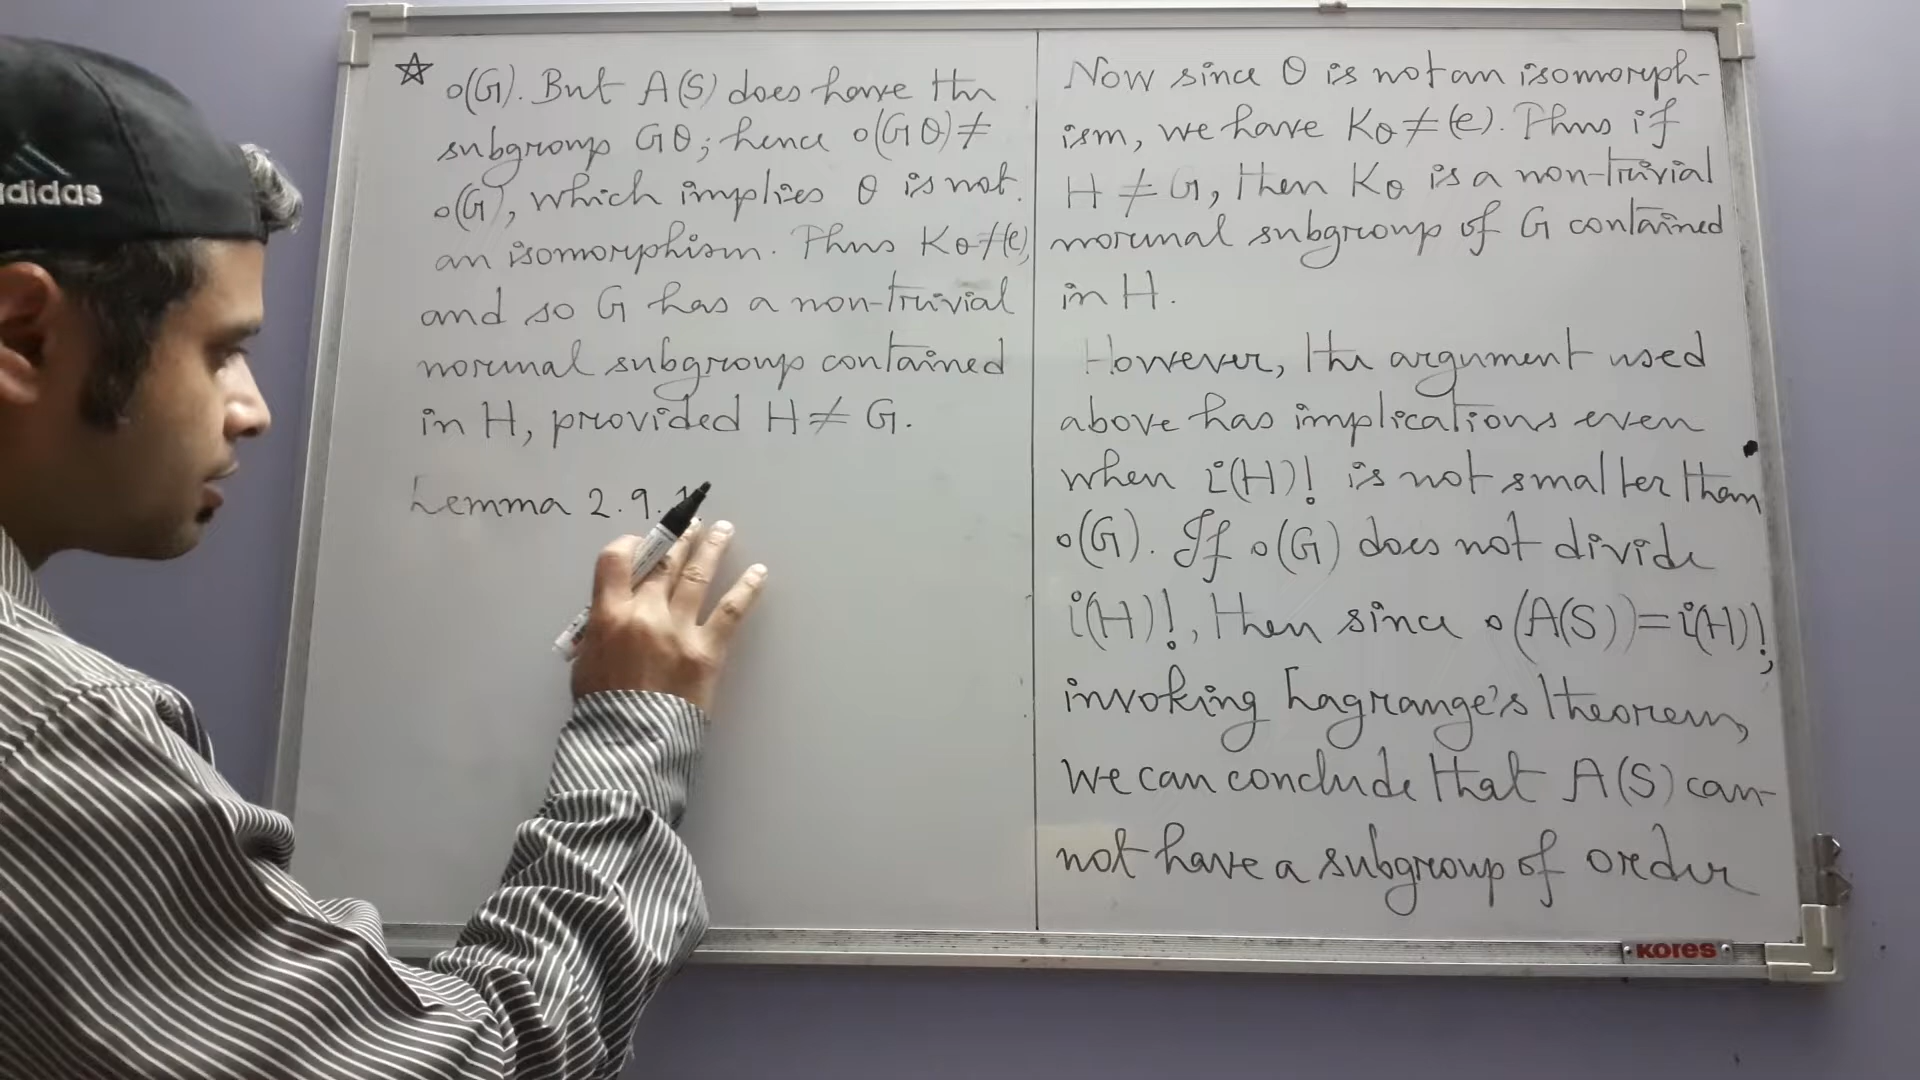 ☆ o(G). But A(S) does have the
subgroup Gθ; hence o(Gθ) ≠
o(G), which implies θ is not
an isomorphism. Thus Kθ≠(e)
and so G has a non-trivial
normal subgroup contained
in H, provided H ≠ G.
Lemma 2.9.1.
Now since θ is not an isomorph-
ism, we have Kθ ≠ (e). Thus if
H ≠ G, then Kθ is a non-trivial
normal subgroup of G contained
in H.
However, the argument used
above has implications even
when i(H)! is not smaller than
o(G). If o(G) does not divide
i(H)!, then since o(A(S))=i(H)!,
invoking Lagrange's theorem,
we can conclude that A(S) can-
not have a subgroup of order
adidas
KORES